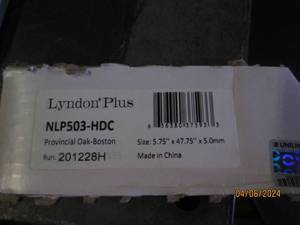 Lyndon® Plus
NLP503-HDC
Provincial Oak-Boston
Size: 5.75" x 47.75" x 5.0mm
Run: 201228H
Made in China
04/06/2024